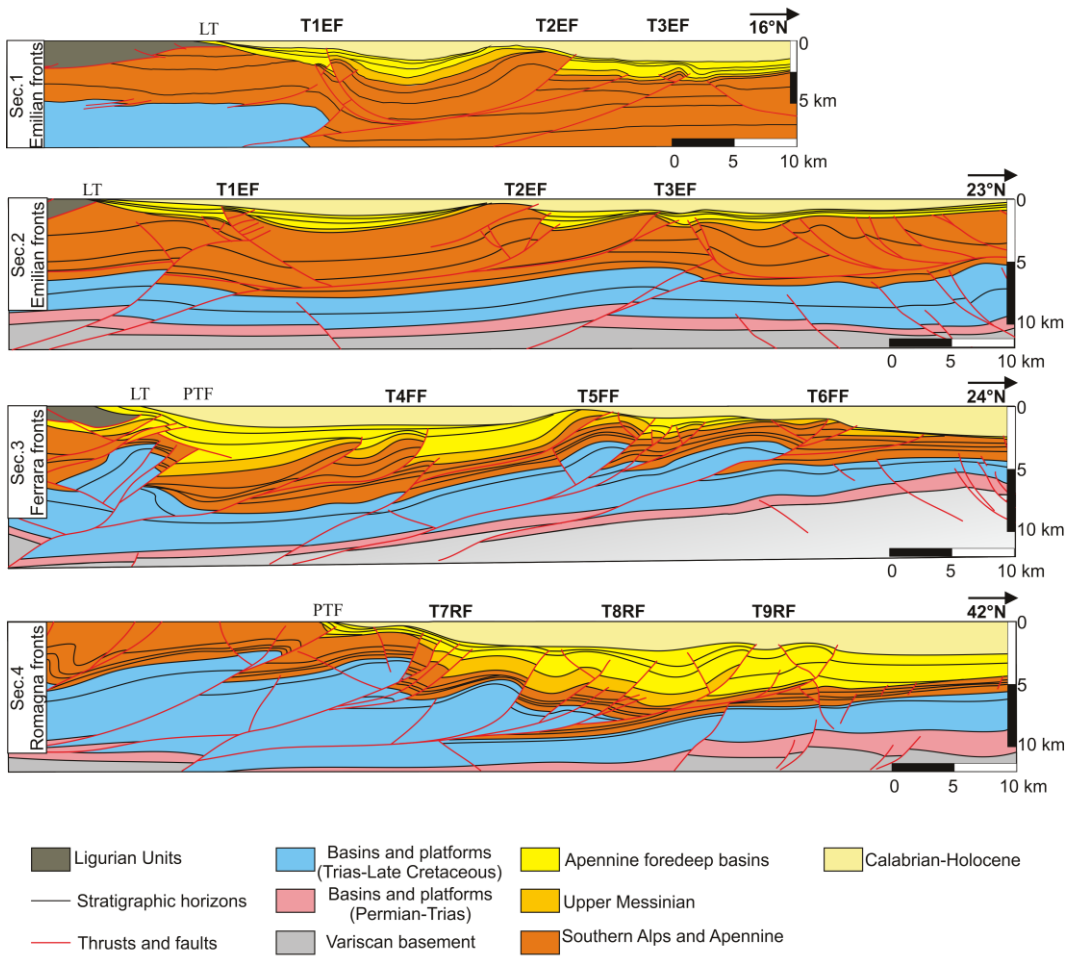 LT T1EF T2EF T3EF 16°N
Sec.1
Emilian fronts
0
5 km
0 5 10 km
LT T1EF T2EF T3EF 23°N
Sec.2
Emilian fronts
0
5
10 km
0 5 10 km
LT PTF T4FF T5FF T6FF 24°N
Sec.3
Ferrara fronts
0
5
10 km
0 5 10 km
PTF T7RF T8RF T9RF 42°N
Sec.4
Romagna fronts
0
5
10 km
0 5 10 km
Ligurian Units
Stratigraphic horizons
Thrusts and faults
Basins and platforms
(Trias-Late Cretaceous)
Basins and platforms
(Permian-Trias)
Variscan basement
Apennine foredeep basins
Upper Messinian
Southern Alps and Apennine
Calabrian-Holocene